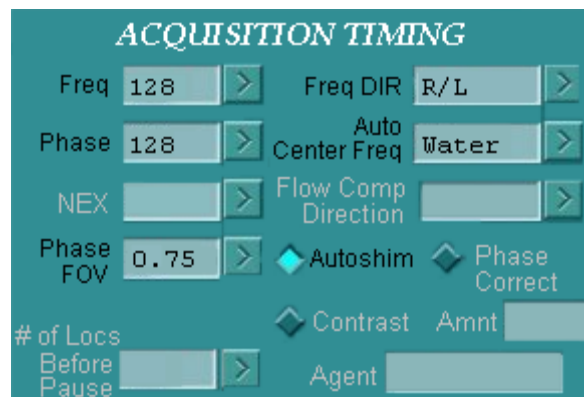 ACQUISITION TIMING
Freq 128 > Freq DIR R/L >
Phase 128 > Auto Center Freq Water >
NEX > Flow Comp Direction >
Phase FOV 0.75 > Autoshim Phase Correct
Contrast Amnt
# of Locs Before Pause > Agent